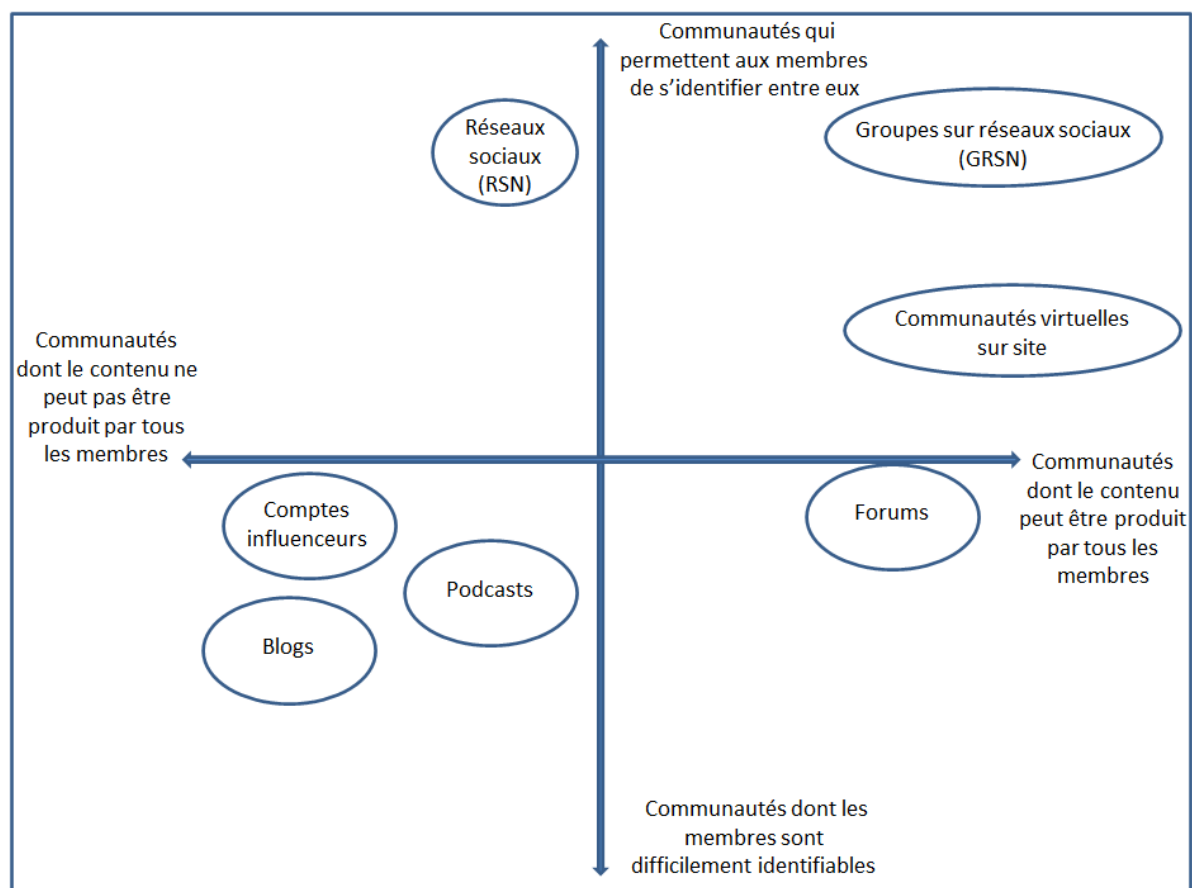 Communautés qui
permettent aux membres
de s'identifier entre eux
Réseaux
sociaux
(RSN)
Groupes sur réseaux sociaux
(GRSN)
Communautés virtuelles
sur site
Communautés
dont le contenu ne
peut pas être
produit par tous
les membres
Communautés
dont le contenu
peut être produit
par tous les
membres
Comptes
influenceurs
Forums
Podcasts
Blogs
Communautés dont les
membres sont
difficilement identifiables